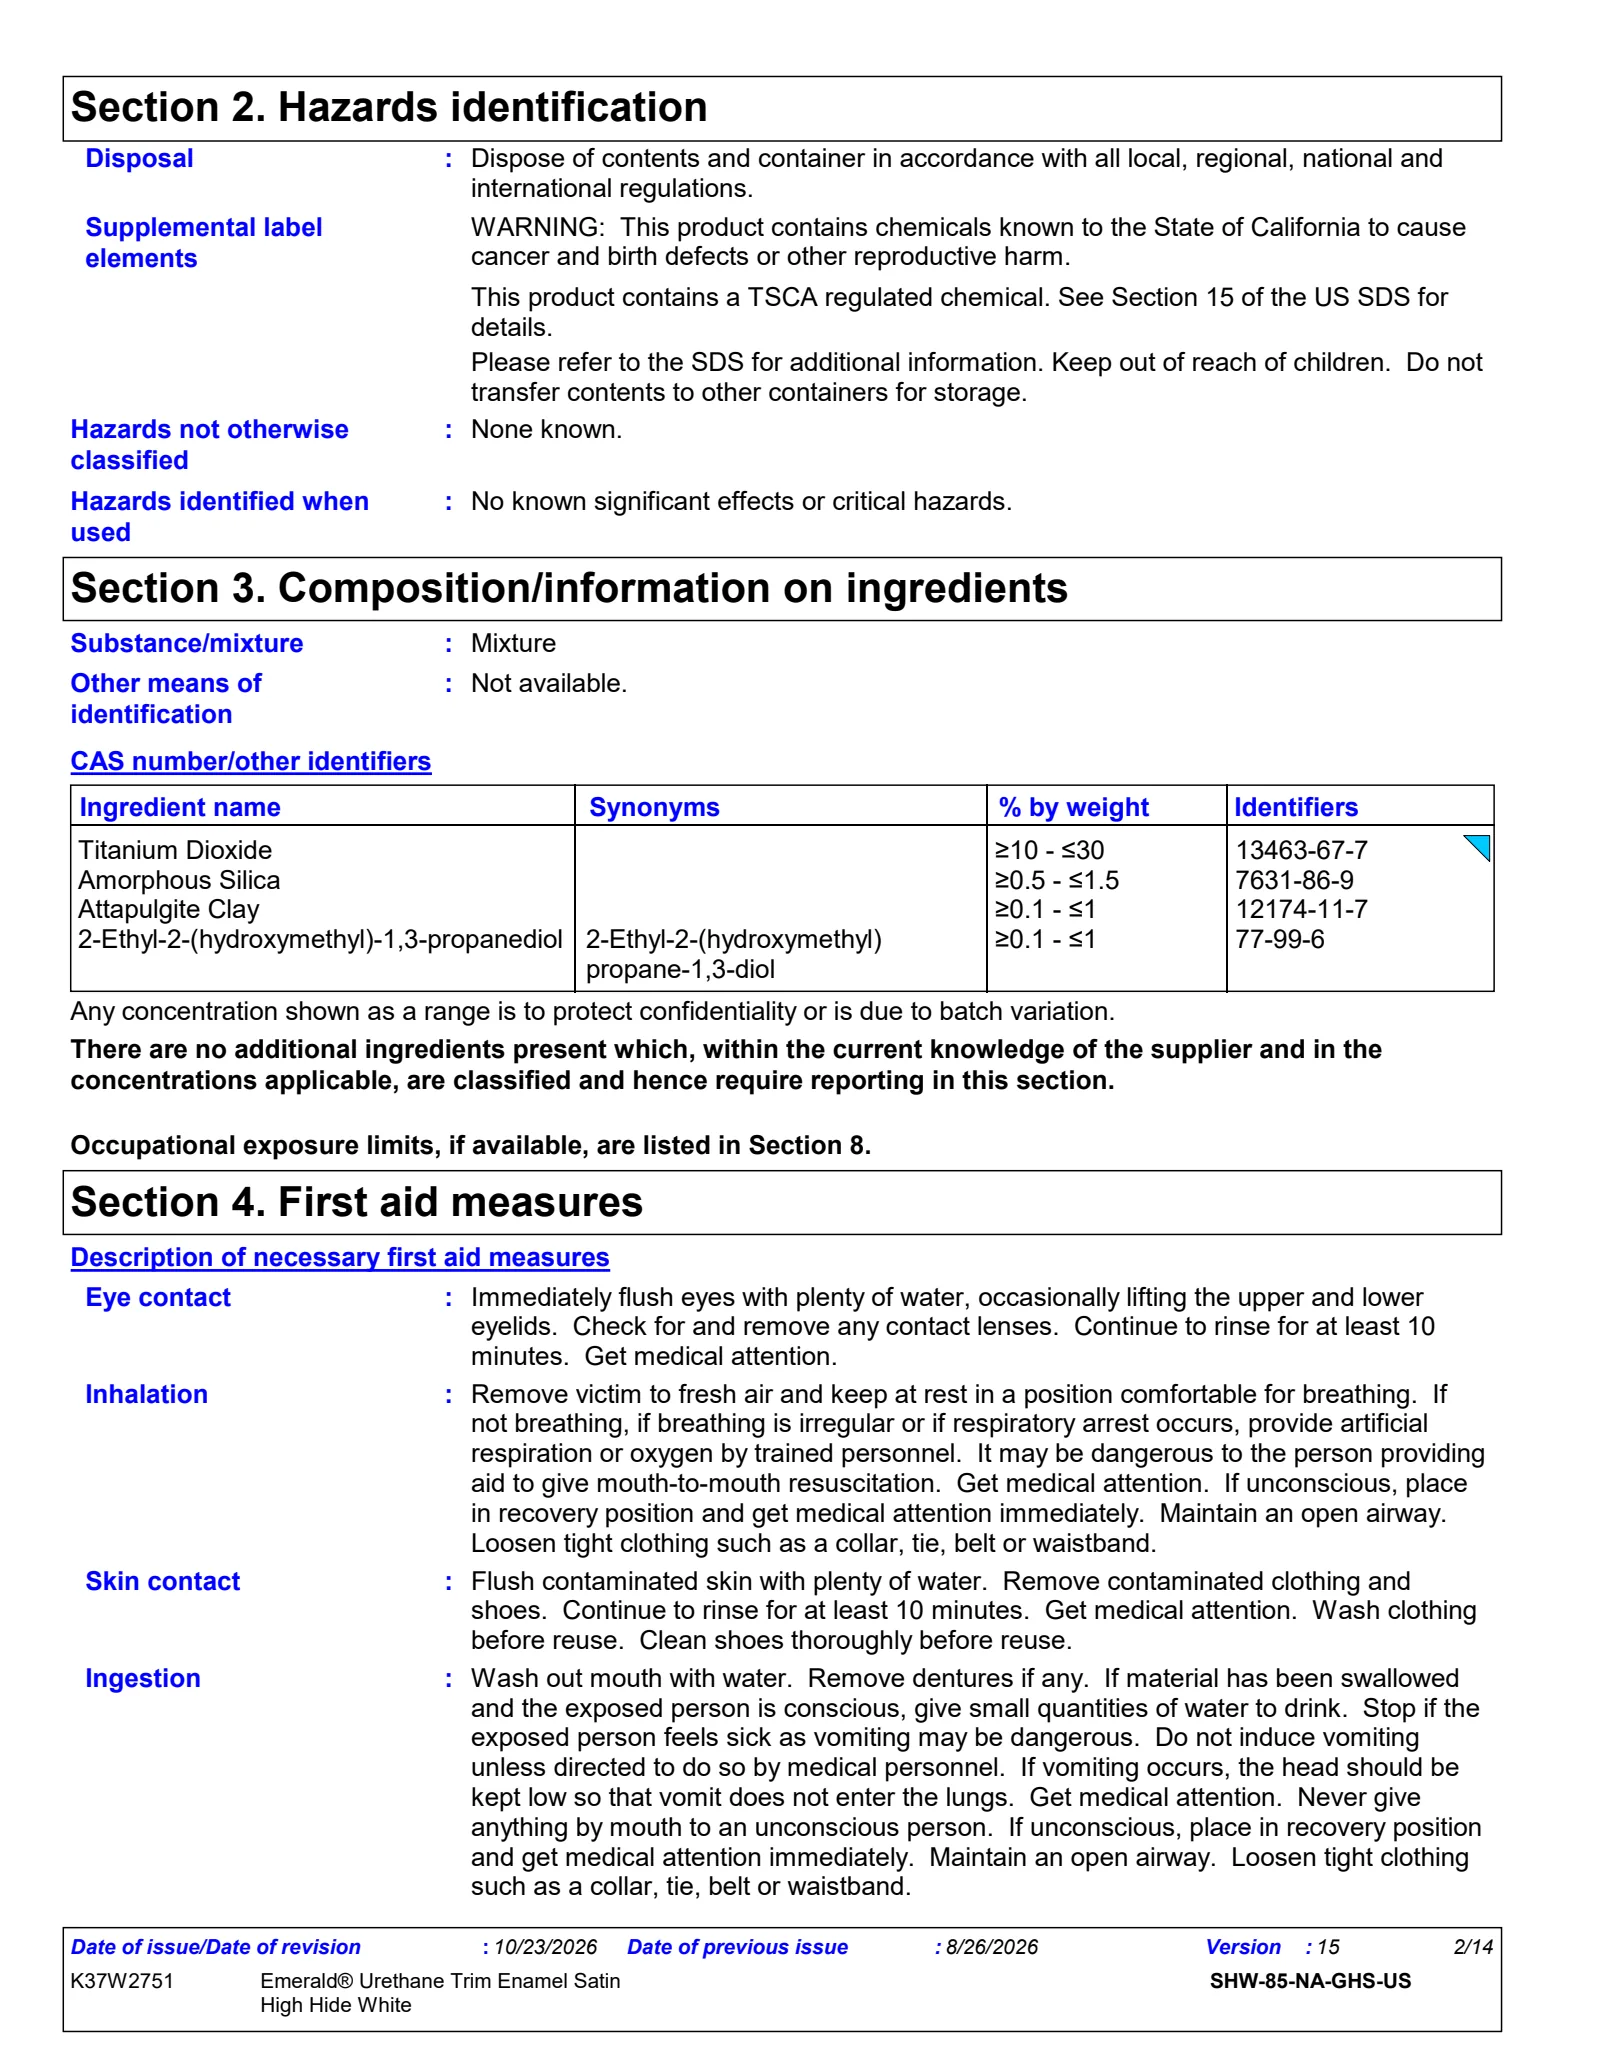 Section 2. Hazards identification
Disposal : Dispose of contents and container in accordance with all local, regional, national and
international regulations.
Supplemental label
elements
WARNING:  This product contains chemicals known to the State of California to cause
cancer and birth defects or other reproductive harm.
This product contains a TSCA regulated chemical. See Section 15 of the US SDS for
details.
Please refer to the SDS for additional information. Keep out of reach of children.  Do not
transfer contents to other containers for storage.
Hazards not otherwise
classified
: None known.
Hazards identified when
used
: No known significant effects or critical hazards.
Section 3. Composition/information on ingredients
Substance/mixture : Mixture
Other means of
identification
: Not available.
CAS number/other identifiers
Ingredient name Synonyms % by weight Identifiers
Titanium Dioxide ≥10 - ≤30 13463-67-7
Amorphous Silica ≥0.5 - ≤1.5 7631-86-9
Attapulgite Clay ≥0.1 - ≤1 12174-11-7
2-Ethyl-2-(hydroxymethyl)-1,3-propanediol 2-Ethyl-2-(hydroxymethyl) ≥0.1 - ≤1 77-99-6
propane-1,3-diol
Any concentration shown as a range is to protect confidentiality or is due to batch variation.
There are no additional ingredients present which, within the current knowledge of the supplier and in the
concentrations applicable, are classified and hence require reporting in this section.
Occupational exposure limits, if available, are listed in Section 8.
Section 4. First aid measures
Description of necessary first aid measures
Eye contact : Immediately flush eyes with plenty of water, occasionally lifting the upper and lower
eyelids.  Check for and remove any contact lenses.  Continue to rinse for at least 10
minutes.  Get medical attention.
Inhalation : Remove victim to fresh air and keep at rest in a position comfortable for breathing.  If
not breathing, if breathing is irregular or if respiratory arrest occurs, provide artificial
respiration or oxygen by trained personnel.  It may be dangerous to the person providing
aid to give mouth-to-mouth resuscitation.  Get medical attention.  If unconscious, place
in recovery position and get medical attention immediately.  Maintain an open airway.
Loosen tight clothing such as a collar, tie, belt or waistband.
Skin contact : Flush contaminated skin with plenty of water.  Remove contaminated clothing and
shoes.  Continue to rinse for at least 10 minutes.  Get medical attention.  Wash clothing
before reuse.  Clean shoes thoroughly before reuse.
Ingestion : Wash out mouth with water.  Remove dentures if any.  If material has been swallowed
and the exposed person is conscious, give small quantities of water to drink.  Stop if the
exposed person feels sick as vomiting may be dangerous.  Do not induce vomiting
unless directed to do so by medical personnel.  If vomiting occurs, the head should be
kept low so that vomit does not enter the lungs.  Get medical attention.  Never give
anything by mouth to an unconscious person.  If unconscious, place in recovery position
and get medical attention immediately.  Maintain an open airway.  Loosen tight clothing
such as a collar, tie, belt or waistband.
Date of issue/Date of revision : 10/23/2026 Date of previous issue : 8/26/2026 Version : 15 2/14
K37W2751 Emerald® Urethane Trim Enamel Satin SHW-85-NA-GHS-US
High Hide White